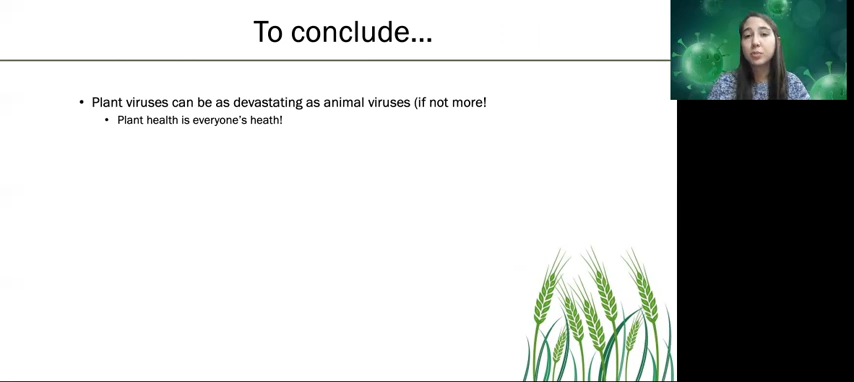 To conclude...
• Plant viruses can be as devastating as animal viruses (if not more!
• Plant health is everyone's heath!